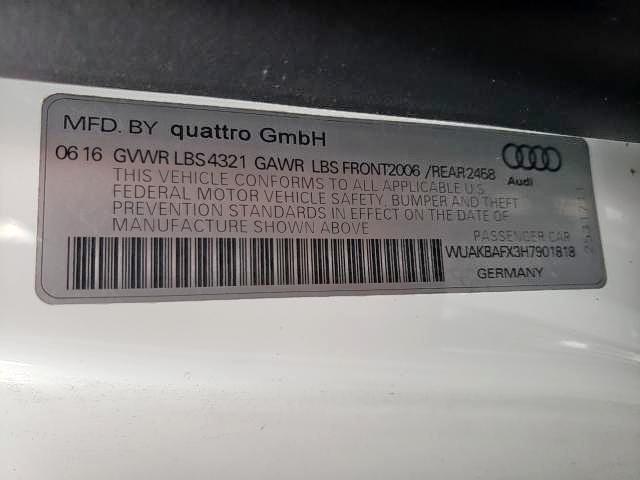 MFD. BY quattro GmbH
06 16 GVWR LBS 4321 GAWR LBS FRONT2006 /REAR 2458
Audi
THIS VEHICLE CONFORMS TO ALL APPLICABLE U.S.
FEDERAL MOTOR VEHICLE SAFETY, BUMPER AND THEFT
PREVENTION STANDARDS IN EFFECT ON THE DATE OF
MANUFACTURE SHOWN ABOVE
PASSENGER CAR
WUAKBAFX3H7901818
GERMANY